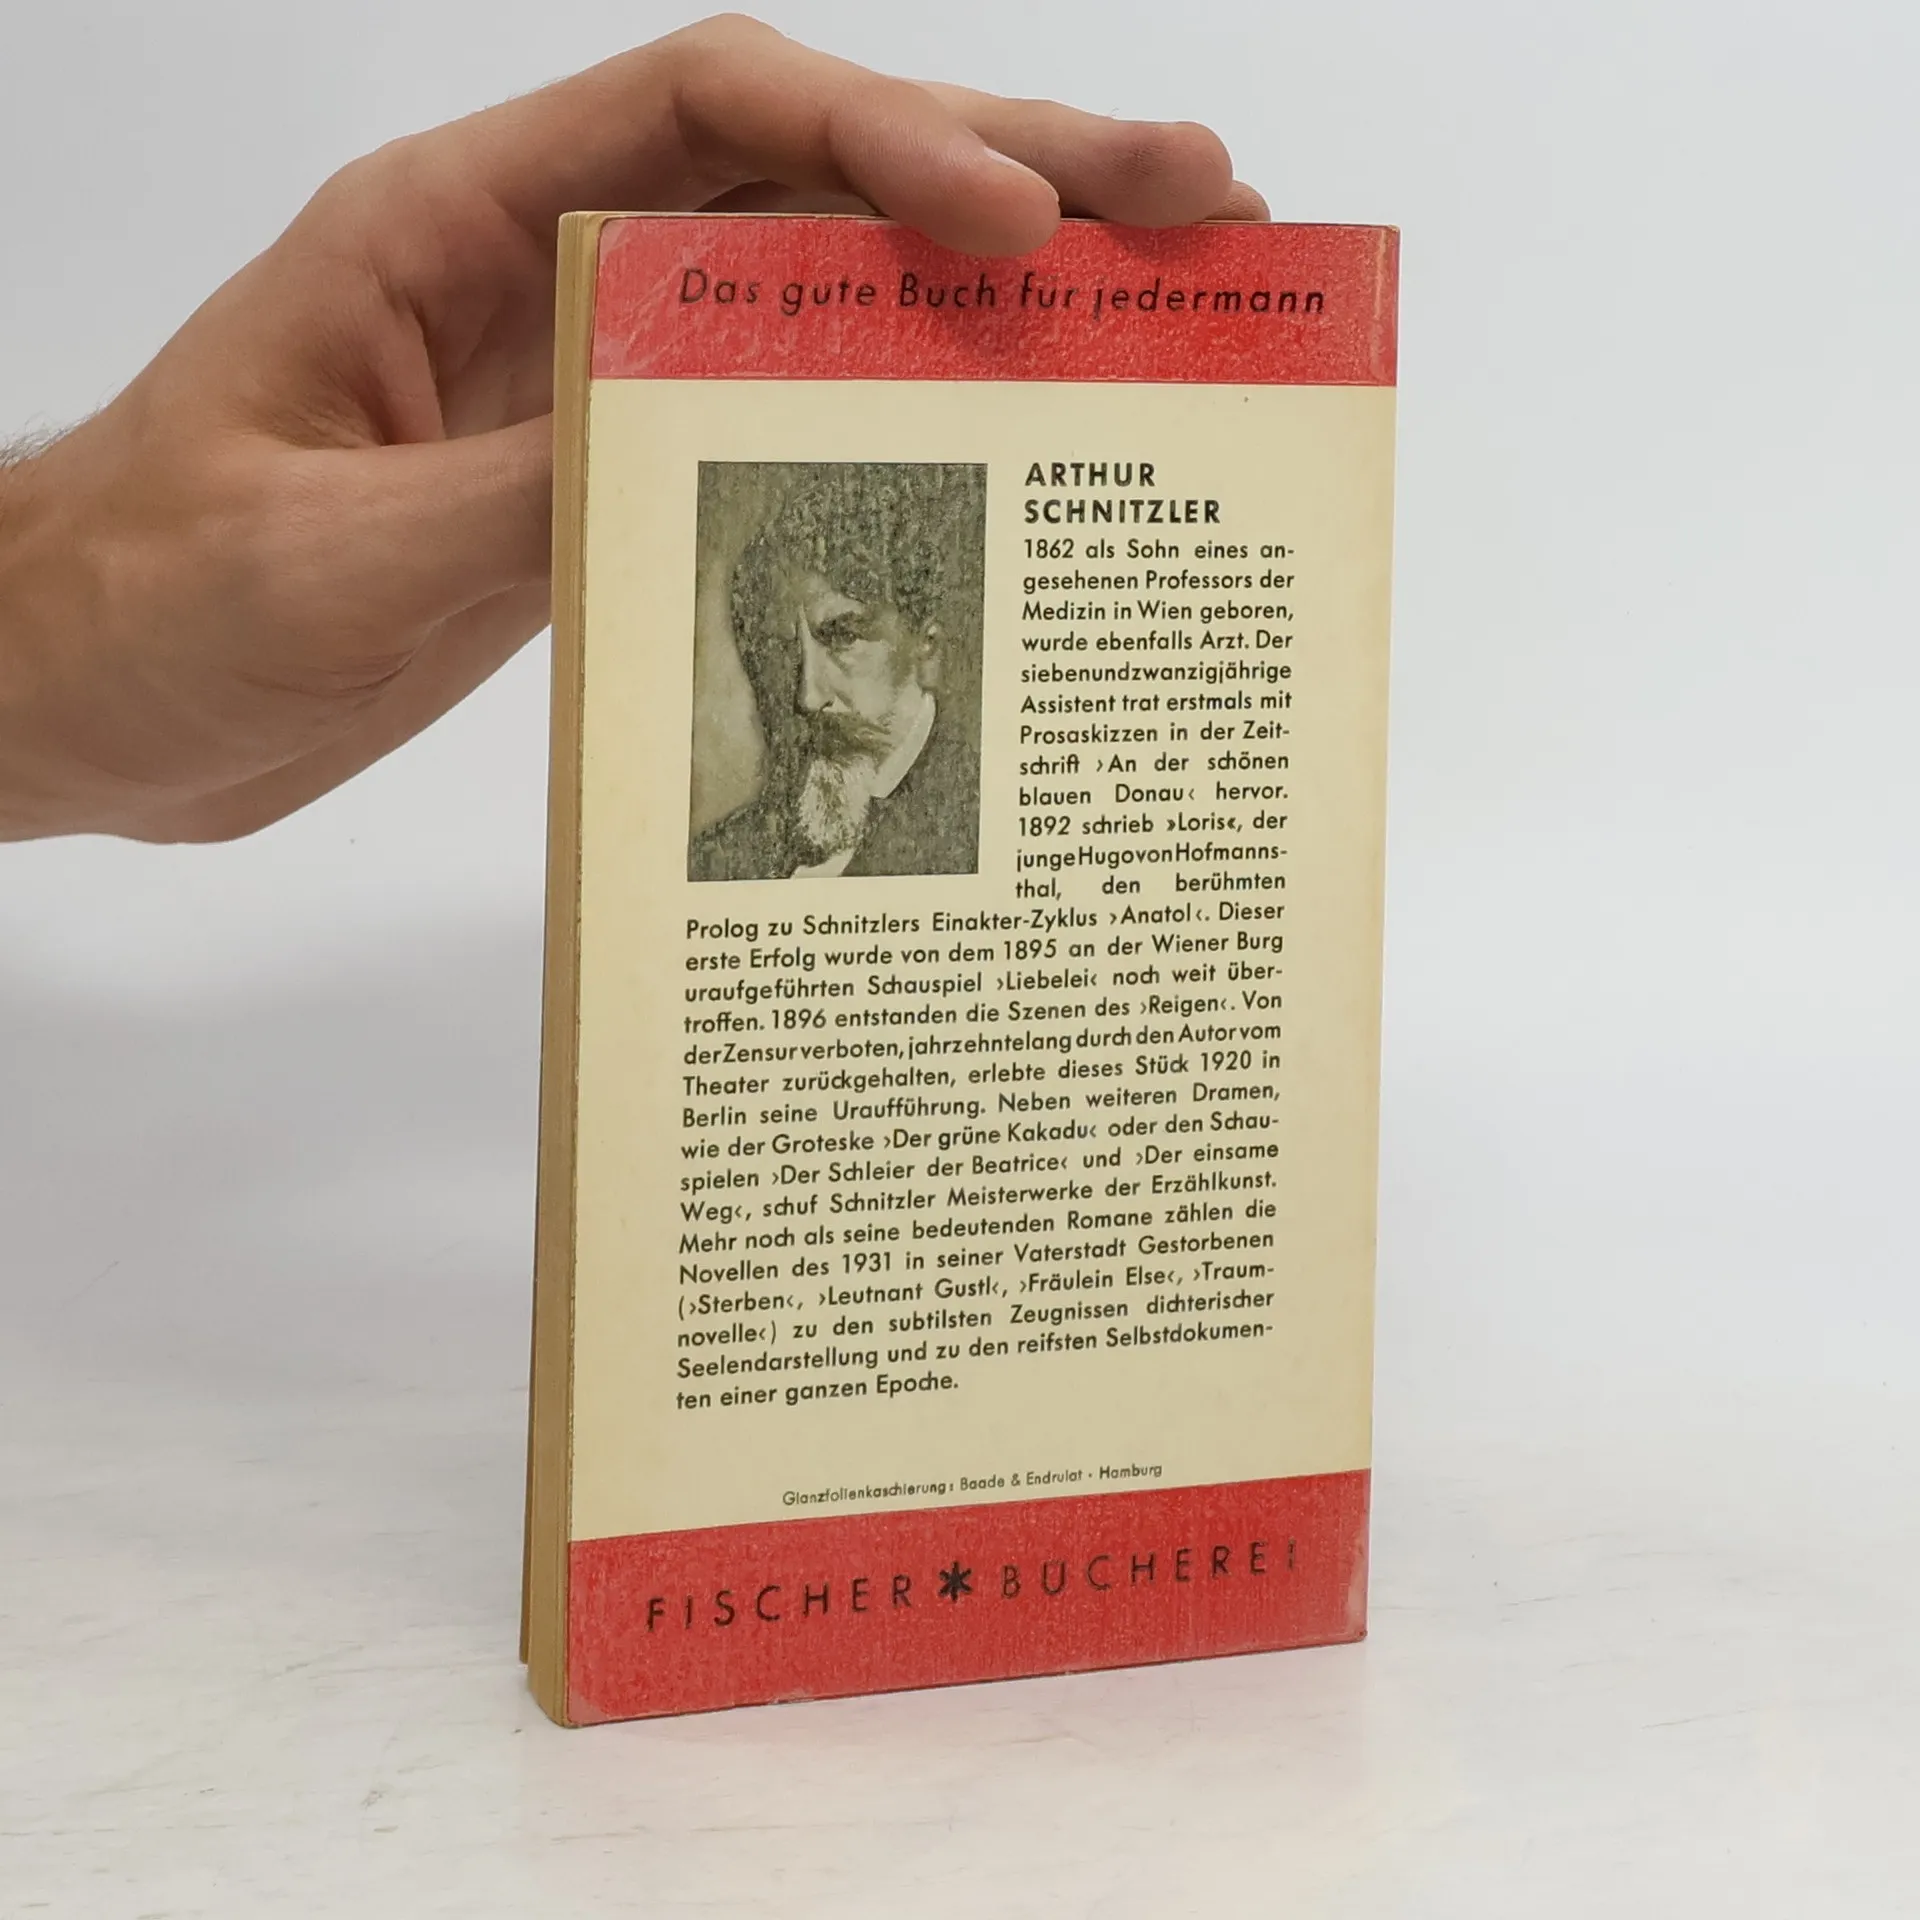 Das gute Buch für jedermann
ARTHUR
SCHNITZLER
1862 als Sohn eines an-
gesehenen Professors der
Medizin in Wien geboren,
wurde ebenfalls Arzt. Der
siebenundzwanzigjährige
Assistent trat erstmals mit
Prosaskizzen in der Zeit-
schrift ›An der schönen
blauen Donau‹ hervor.
1892 schrieb »Loris«, der
junge Hugo von Hofmanns-
thal, den berühmten
Prolog zu Schnitzlers Einakter-Zyklus ›Anatol‹. Dieser
erste Erfolg wurde von dem 1895 an der Wiener Burg
uraufgeführten Schauspiel ›Liebelei‹ noch weit über-
troffen. 1896 entstanden die Szenen des ›Reigen‹. Von
der Zensur verboten, jahrzehntelang durch den Autor vom
Theater zurückgehalten, erlebte dieses Stück 1920 in
Berlin seine Uraufführung. Neben weiteren Dramen,
wie der Groteske ›Der grüne Kakadu‹ oder den Schau-
spielen ›Der Schleier der Beatrice‹ und ›Der einsame
Weg‹, schuf Schnitzler Meisterwerke der Erzählkunst.
Mehr noch als seine bedeutenden Romane zählen die
Novellen des 1931 in seiner Vaterstadt Gestorbenen
(›Sterben‹, ›Leutnant Gustl‹, ›Fräulein Else‹, ›Traum-
novelle‹) zu den subtilsten Zeugnissen dichterischer
Seelendarstellung und zu den reifsten Selbstdokumen-
ten einer ganzen Epoche.
Glanzfolienkaschierung: Baade & Endrulat · Hamburg
FISCHER * BÜCHEREI